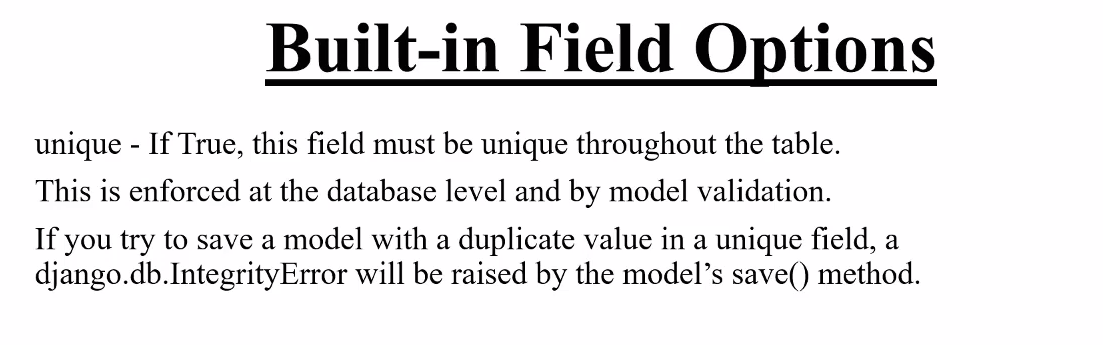 Built-in Field Options
unique - If True, this field must be unique throughout the table.
This is enforced at the database level and by model validation.
If you try to save a model with a duplicate value in a unique field, a
django.db.IntegrityError will be raised by the model’s save() method.